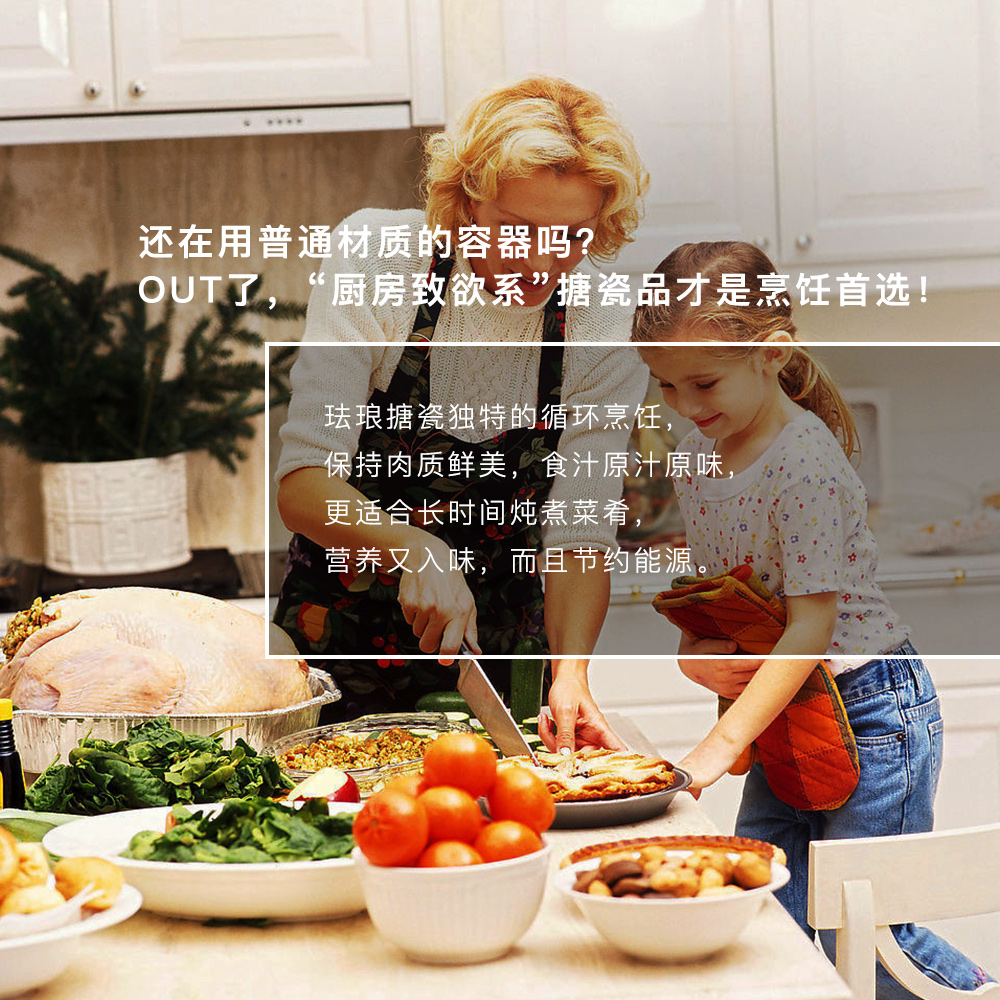 还在用普通材质的容器吗?
OUT了，“厨房致欲系”搪瓷品才是烹饪首选!
珐琅搪瓷独特的循环烹饪，
保持肉质鲜美，食汁原汁原味，
更适合长时间炖煮菜肴，
营养又入味，而且节约能源。